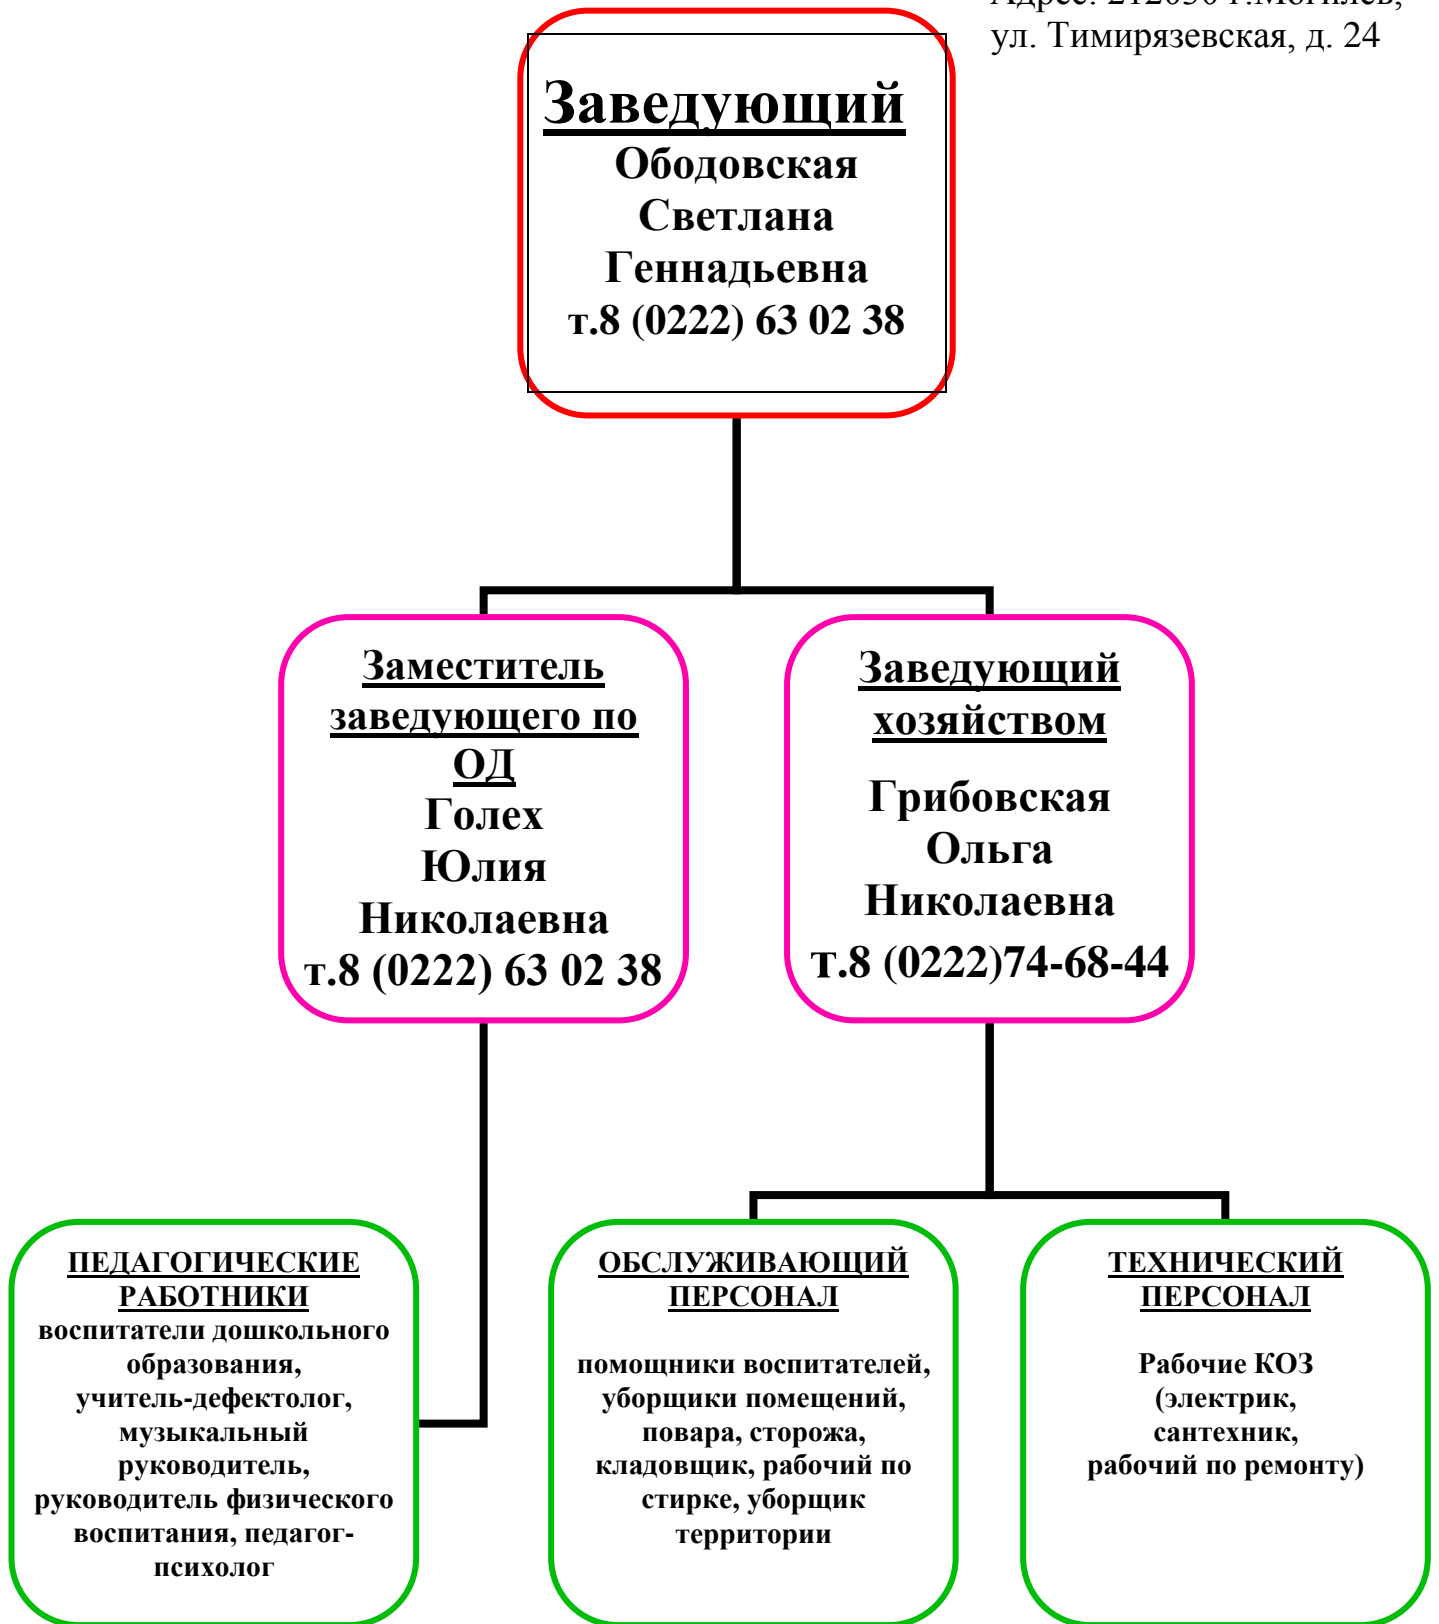 Адрес: 212030 г.Могилев,
ул. Тимирязевская, д. 24
Заведующий
Ободовская
Светлана
Геннадьевна
т.8 (0222) 63 02 38
Заместитель
заведующего по
ОД
Голех
Юлия
Николаевна
т.8 (0222) 63 02 38
Заведующий
хозяйством
Грибовская
Ольга
Николаевна
т.8 (0222)74-68-44
ПЕДАГОГИЧЕСКИЕ
РАБОТНИКИ
воспитатели дошкольного
образования,
учитель-дефектолог,
музыкальный
руководитель,
руководитель физического
воспитания, педагог-
психолог
ОБСЛУЖИВАЮЩИЙ
ПЕРСОНАЛ
помощники воспитателей,
уборщики помещений,
повара, сторожа,
кладовщик, рабочий по
стирке, уборщик
территории
ТЕХНИЧЕСКИЙ
ПЕРСОНАЛ
Рабочие КОЗ
(электрик,
сантехник,
рабочий по ремонту)